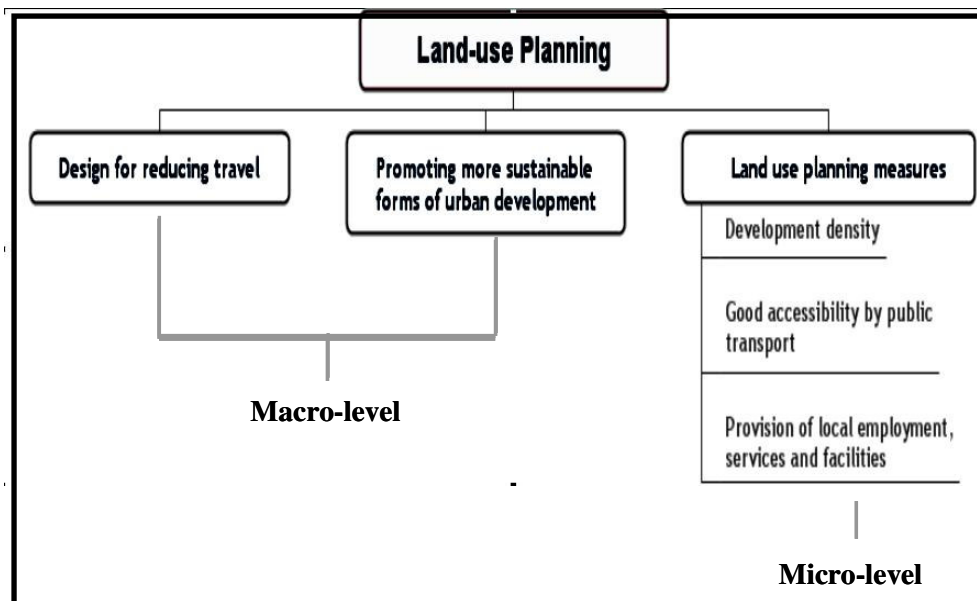 Land-use Planning
Design for reducing travel
Promoting more sustainable
forms of urban development
Land use planning measures
Development density
Good accessibility by public
transport
Provision of local employment,
services and facilities
Macro-level
Micro-level